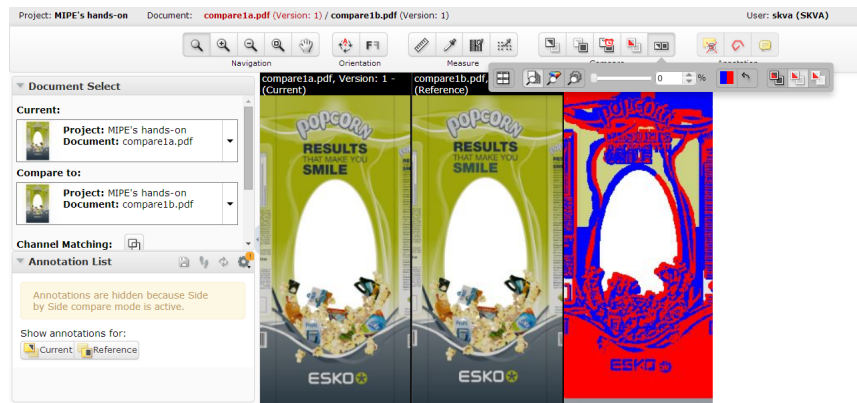 Project: MIPE's hands-on Document: compare1a.pdf (Version: 1) / compare1b.pdf (Version: 1) User: skva (SKVA)
Navigation Orientation Measure Compare Annotation
0 %
Document Select
Current:
Project: MIPE's hands-on
Document: compare1a.pdf
Compare to:
Project: MIPE's hands-on
Document: compare1b.pdf
Channel Matching:
Annotation List
Annotations are hidden because Side
by Side compare mode is active.
Show annotations for:
Current Reference
compare1a.pdf, Version: 1 -
(Current)
POPCORN
RESULTS
THAT MAKE YOU
SMILE
ESKO
compare1b.pdf,
(Reference)
POPCORN
RESULTS
THAT MAKE YOU
SMILE
ESKO
POPCORN
RESULTS
SMILE
ESKO